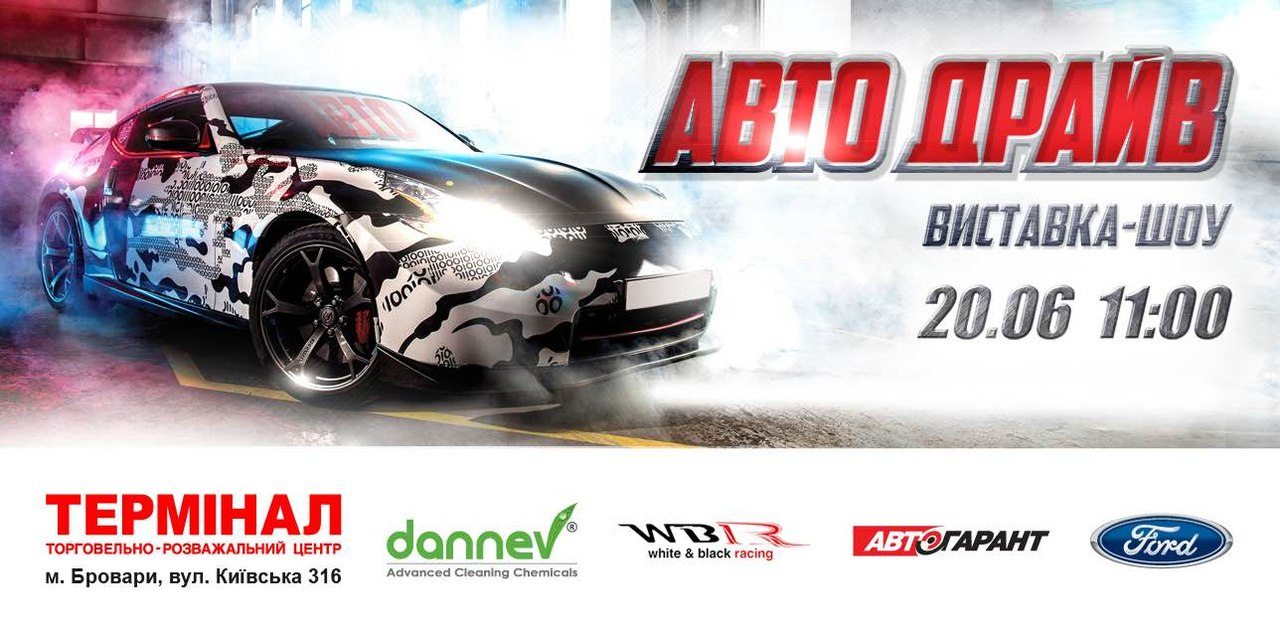 АВТО ДРАЙВ
ВИСТАВКА-ШОУ
20.06 11:00
АВТО
ТЕРМІНАЛ
ТОРГОВЕЛЬНО-РОЗВАЖАЛЬНИЙ ЦЕНТР
м. Бровари, вул. Київська 316
dannev®
Advanced Cleaning Chemicals
WBR
white & black racing
АВТОГАРАНТ
Ford